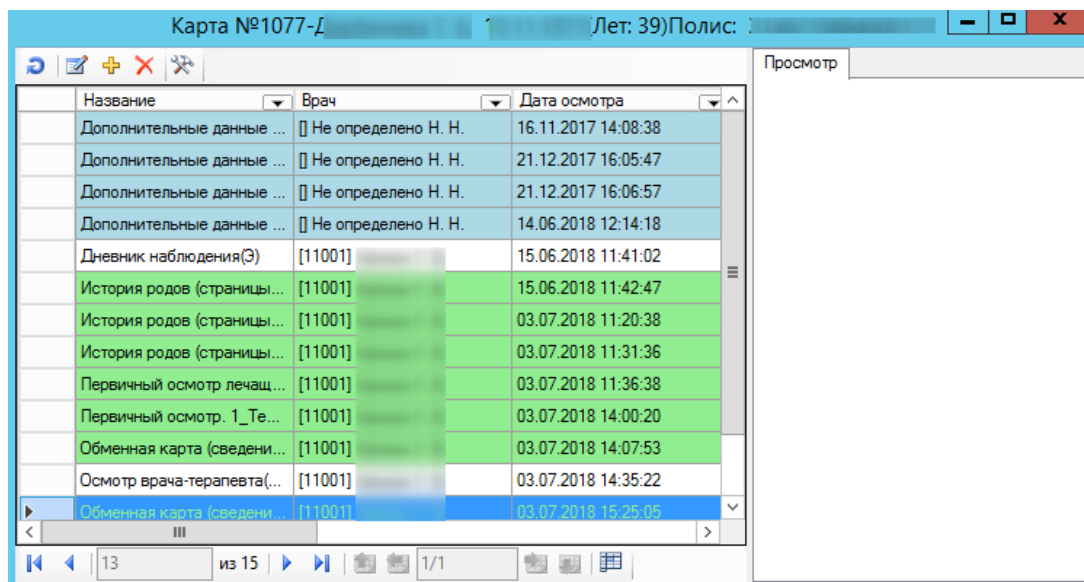 Карта №1077-Д (Лет: 39)Полис:
Просмотр
Название Врач Дата осмотра
Дополнительные данные ... [] Не определено Н. Н. 16.11.2017 14:08:38
Дополнительные данные ... [] Не определено Н. Н. 21.12.2017 16:05:47
Дополнительные данные ... [] Не определено Н. Н. 21.12.2017 16:06:57
Дополнительные данные ... [] Не определено Н. Н. 14.06.2018 12:14:18
Дневник наблюдения(Э) [11001] 15.06.2018 11:41:02
История родов (страницы... [11001] 15.06.2018 11:42:47
История родов (страницы... [11001] 03.07.2018 11:20:38
История родов (страницы... [11001] 03.07.2018 11:31:36
Первичный осмотр лечащ... [11001] 03.07.2018 11:36:38
Первичный осмотр. 1_Те... [11001] 03.07.2018 14:00:20
Обменная карта (сведени... [11001] 03.07.2018 14:07:53
Осмотр врача-терапевта(... [11001] 03.07.2018 14:35:22
Обменная карта (сведени... [11001] 03.07.2018 15:25:05
13 из 15 1/1